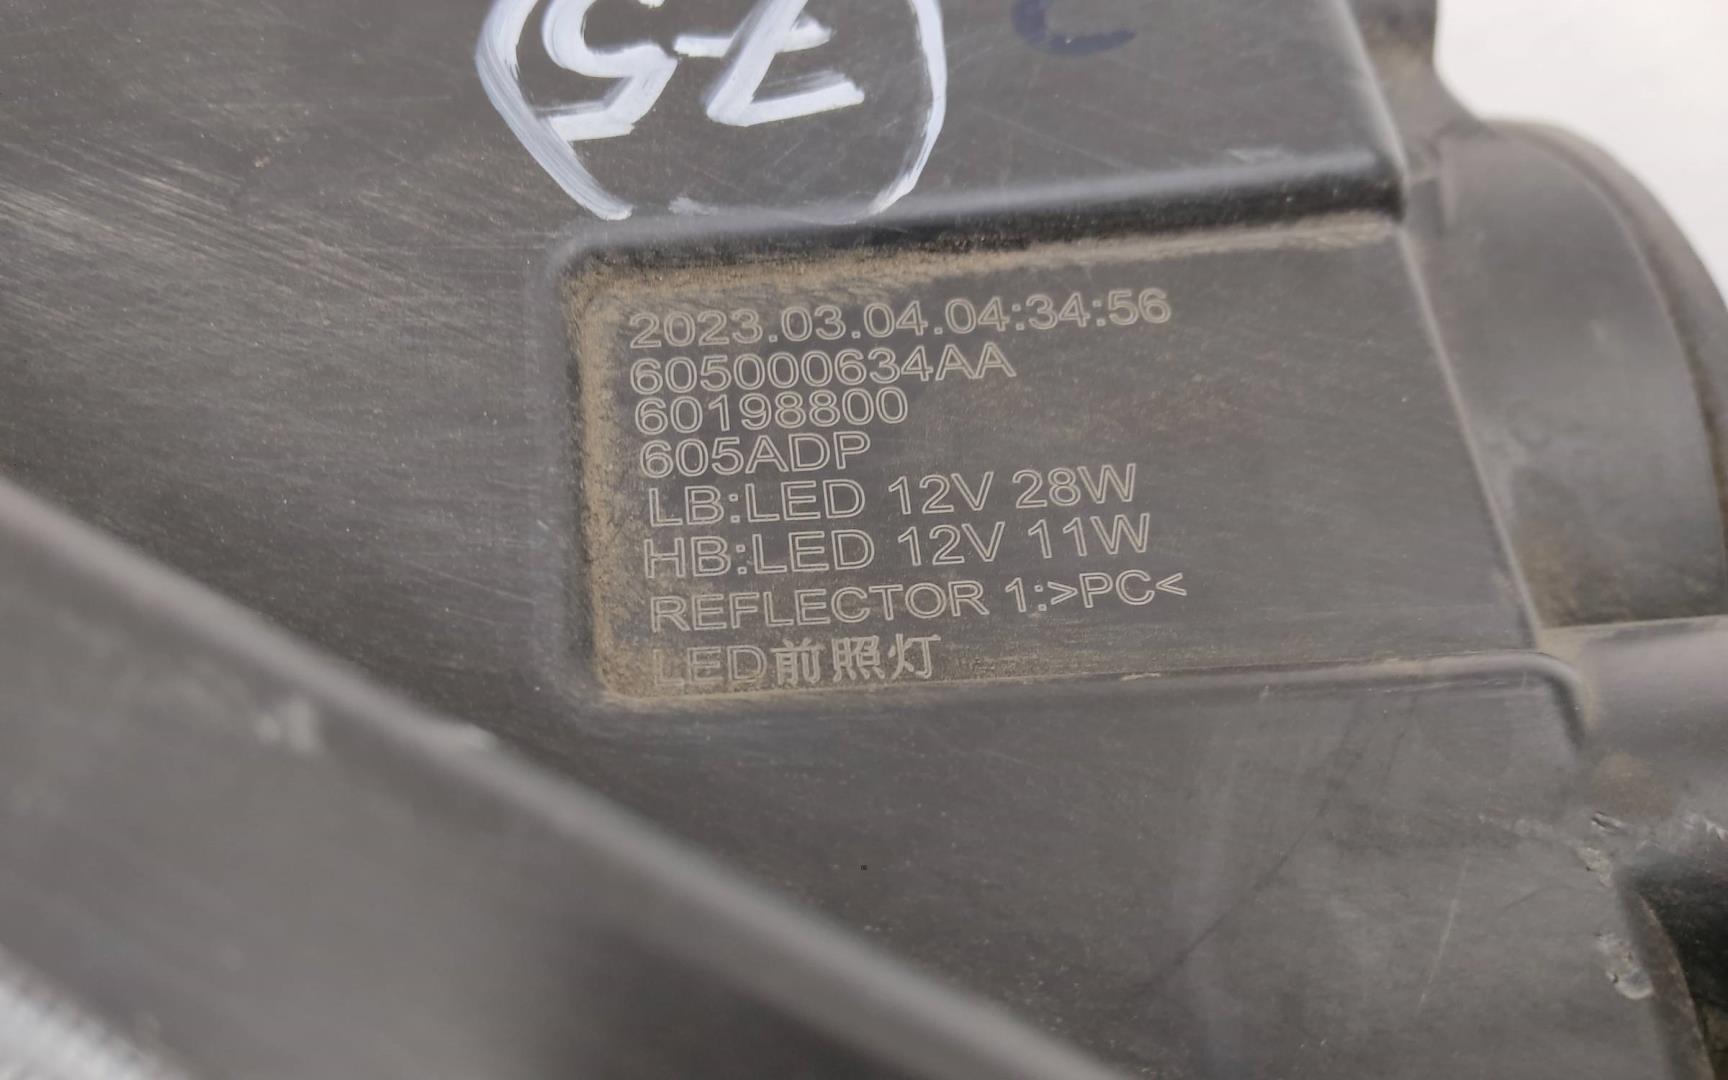 75
2023.03.04.04:34:56
605000634AA
60198800
605ADP
LB:LED 12V 28W
HB:LED 12V 11W
REFLECTOR 1:>PC<
LED前照灯